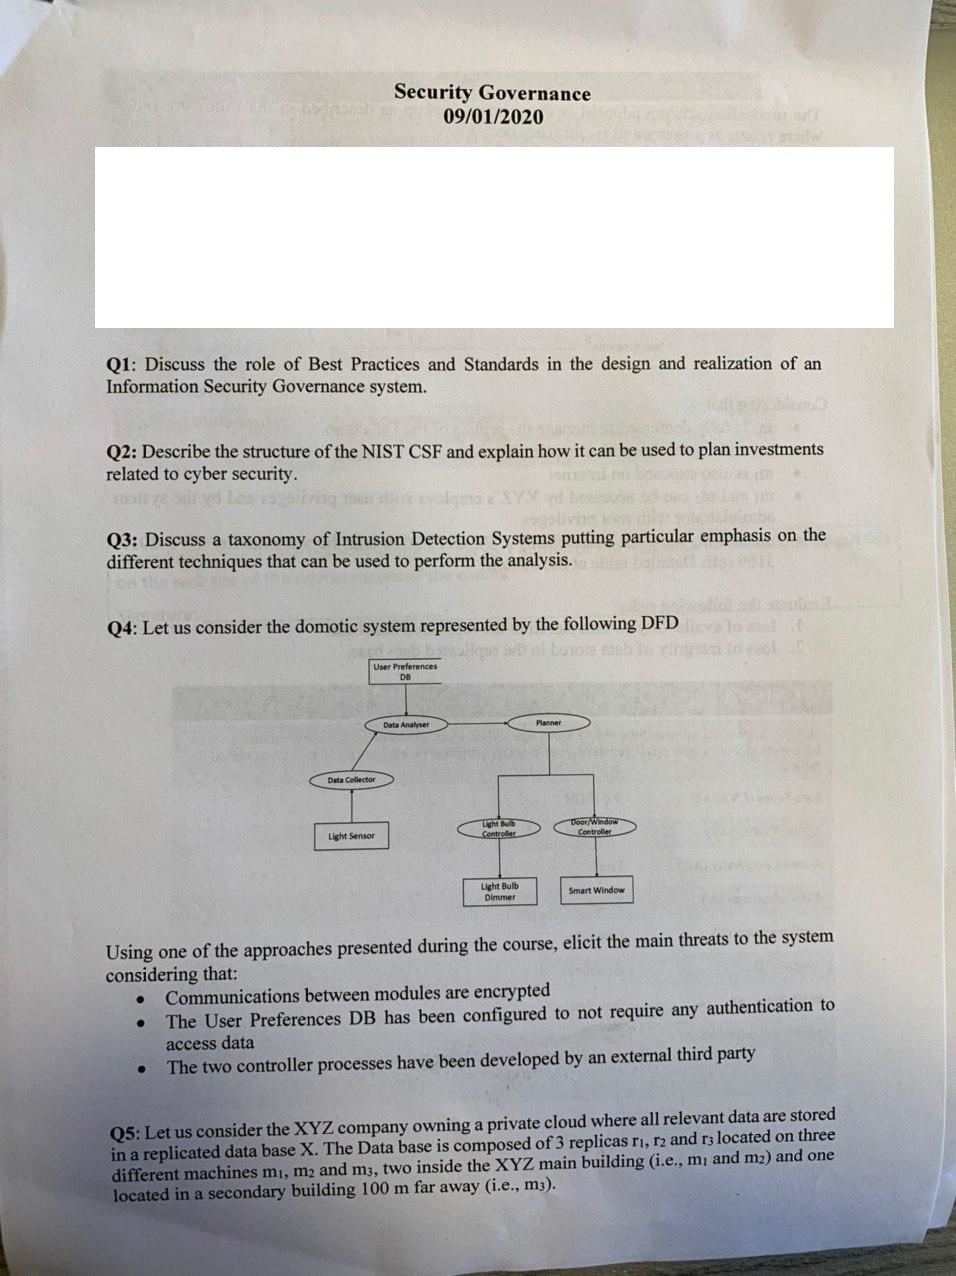 Security Governance
09/01/2020
Q1: Discuss the role of Best Practices and Standards in the design and realization of an
Information Security Governance system.
Q2: Describe the structure of the NIST CSF and explain how it can be used to plan investments
related to cyber security.
Q3: Discuss a taxonomy of Intrusion Detection Systems putting particular emphasis on the
different techniques that can be used to perform the analysis.
Q4: Let us consider the domotic system represented by the following DFD
User Preferences
DB
Data Analyser
Planner
Data Collector
Light Bulb
Controller
Door/Window
Controller
Light Sensor
Light Bulb
Dimmer
Smart Window
Using one of the approaches presented during the course, elicit the main threats to the system
considering that:
• Communications between modules are encrypted
• The User Preferences DB has been configured to not require any authentication to
access data
• The two controller processes have been developed by an external third party
Q5: Let us consider the XYZ company owning a private cloud where all relevant data are stored
in a replicated data base X. The Data base is composed of 3 replicas r1, r2 and r3 located on three
different machines m1, m2 and m3, two inside the XYZ main building (i.e., m1 and m2) and one
located in a secondary building 100 m far away (i.e., m3).